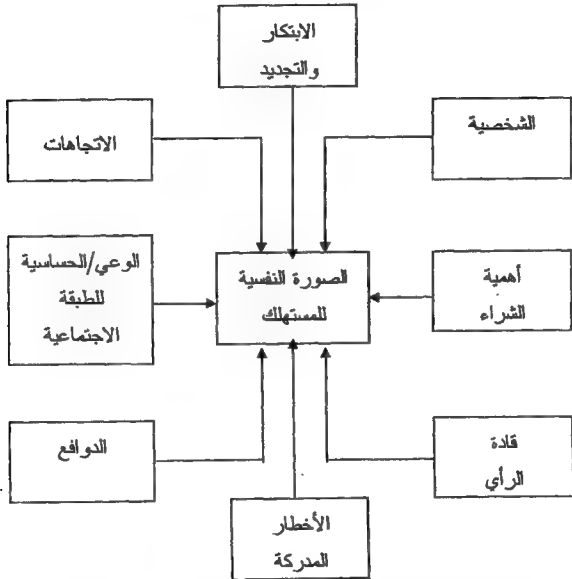 الابتكار
والتجديد
الشخصية
الاتجاهات
الوعي/الحساسية
للطبقة
الاجتماعية
الصورة النفسية
للمستهلك
أهمية
الشراء
الدوافع
قادة
الرأي
الأخطار
المدركة